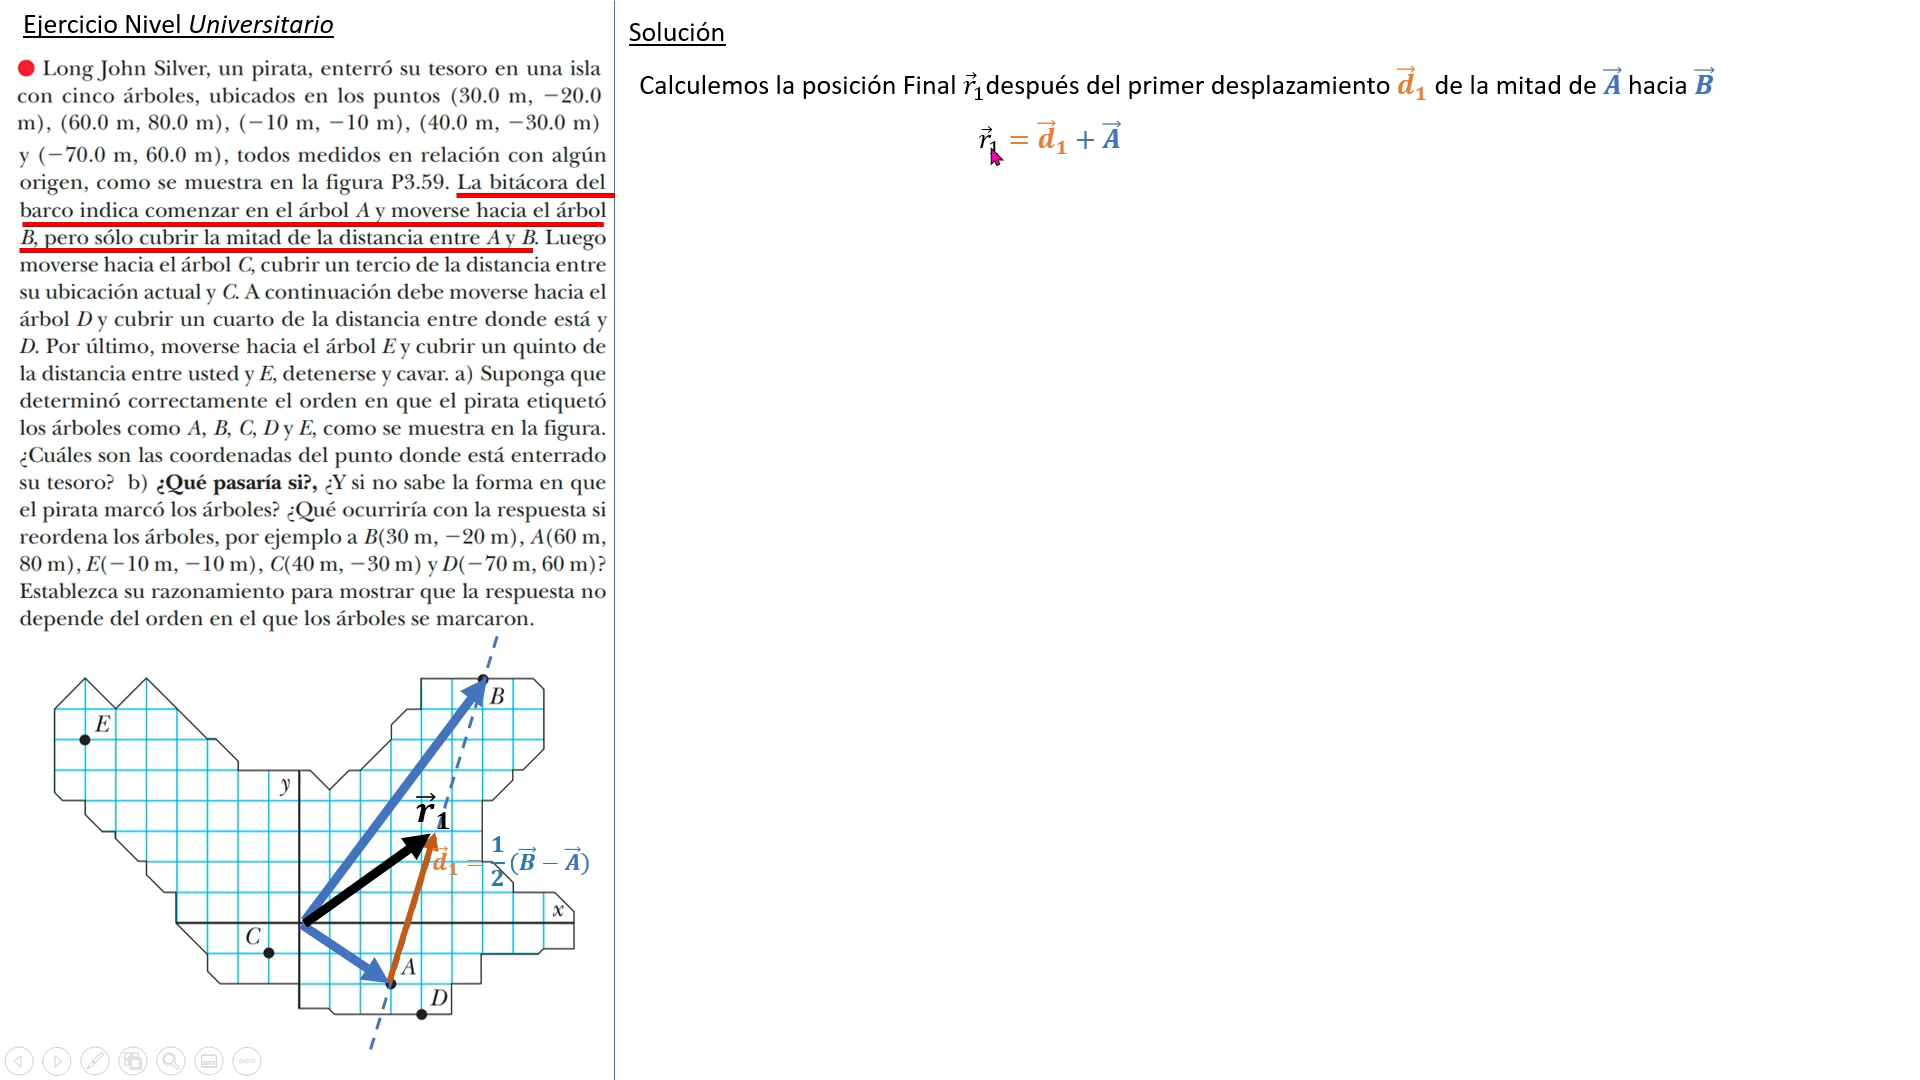 Ejercicio Nivel Universitario
Long John Silver, un pirata, enterró su tesoro en una isla
con cinco árboles, ubicados en los puntos (30.0 m, −20.0
m), (60.0 m, 80.0 m), (−10 m, −10 m), (40.0 m, −30.0 m)
y (−70.0 m, 60.0 m), todos medidos en relación con algún
origen, como se muestra en la figura P3.59. La bitácora del
barco indica comenzar en el árbol A y moverse hacia el árbol
B, pero sólo cubrir la mitad de la distancia entre A y B. Luego
moverse hacia el árbol C, cubrir un tercio de la distancia entre
su ubicación actual y C. A continuación debe moverse hacia el
árbol D y cubrir un cuarto de la distancia entre donde está y
D. Por último, moverse hacia el árbol E y cubrir un quinto de
la distancia entre usted y E, detenerse y cavar. a) Suponga que
determinó correctamente el orden en que el pirata etiquetó
los árboles como A, B, C, D y E, como se muestra en la figura.
¿Cuáles son las coordenadas del punto donde está enterrado
su tesoro? b) ¿Qué pasaría si?, ¿Y si no sabe la forma en que
el pirata marcó los árboles? ¿Qué ocurriría con la respuesta si
reordena los árboles, por ejemplo a B(30 m, −20 m), A(60 m,
80 m), E(−10 m, −10 m), C(40 m, −30 m) y D(−70 m, 60 m)?
Establezca su razonamiento para mostrar que la respuesta no
depende del orden en el que los árboles se marcaron.
B
E
y
r⃗₁
d⃗₁ = 1/2 (B⃗ − A⃗)
x
C
A
D
Solución
Calculemos la posición Final r⃗₁ después del primer desplazamiento d⃗₁ de la mitad de A⃗ hacia B⃗
r⃗₁ = d⃗₁ + A⃗